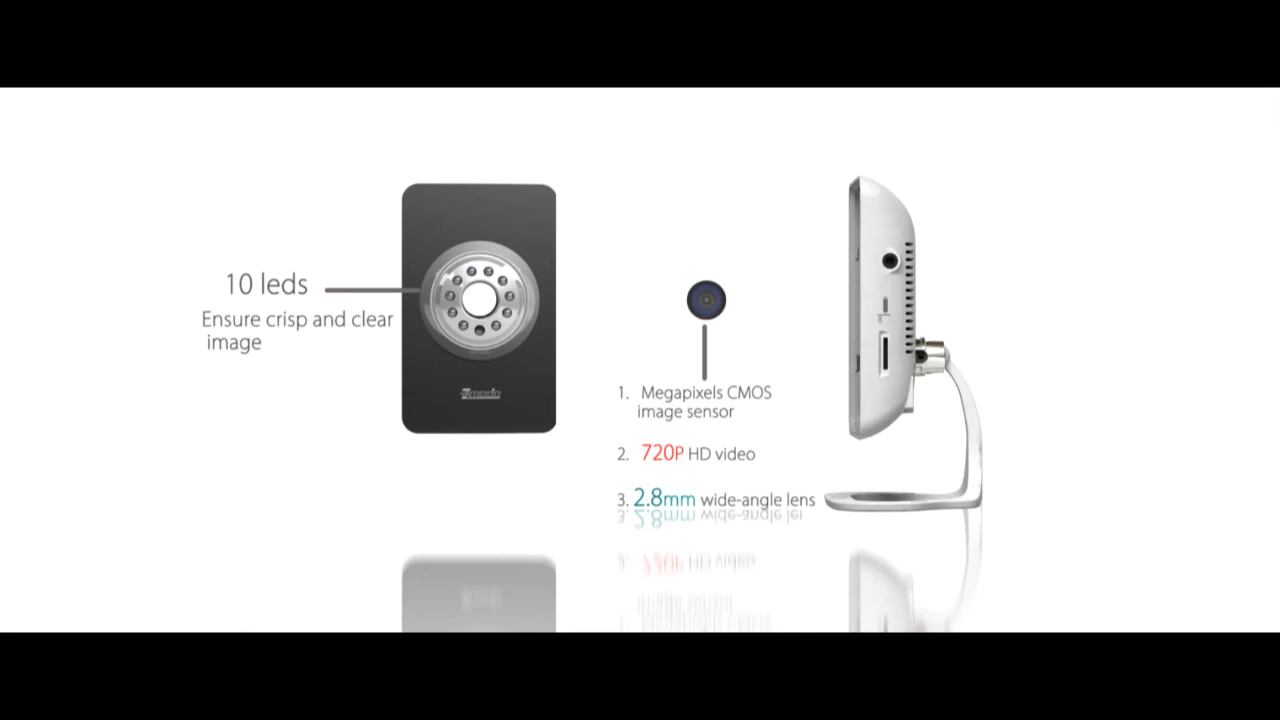 10 leds
Ensure crisp and clear
image
zmodo
1. Megapixels CMOS
image sensor
2. 720P HD video
3. 2.8mm wide-angle lens